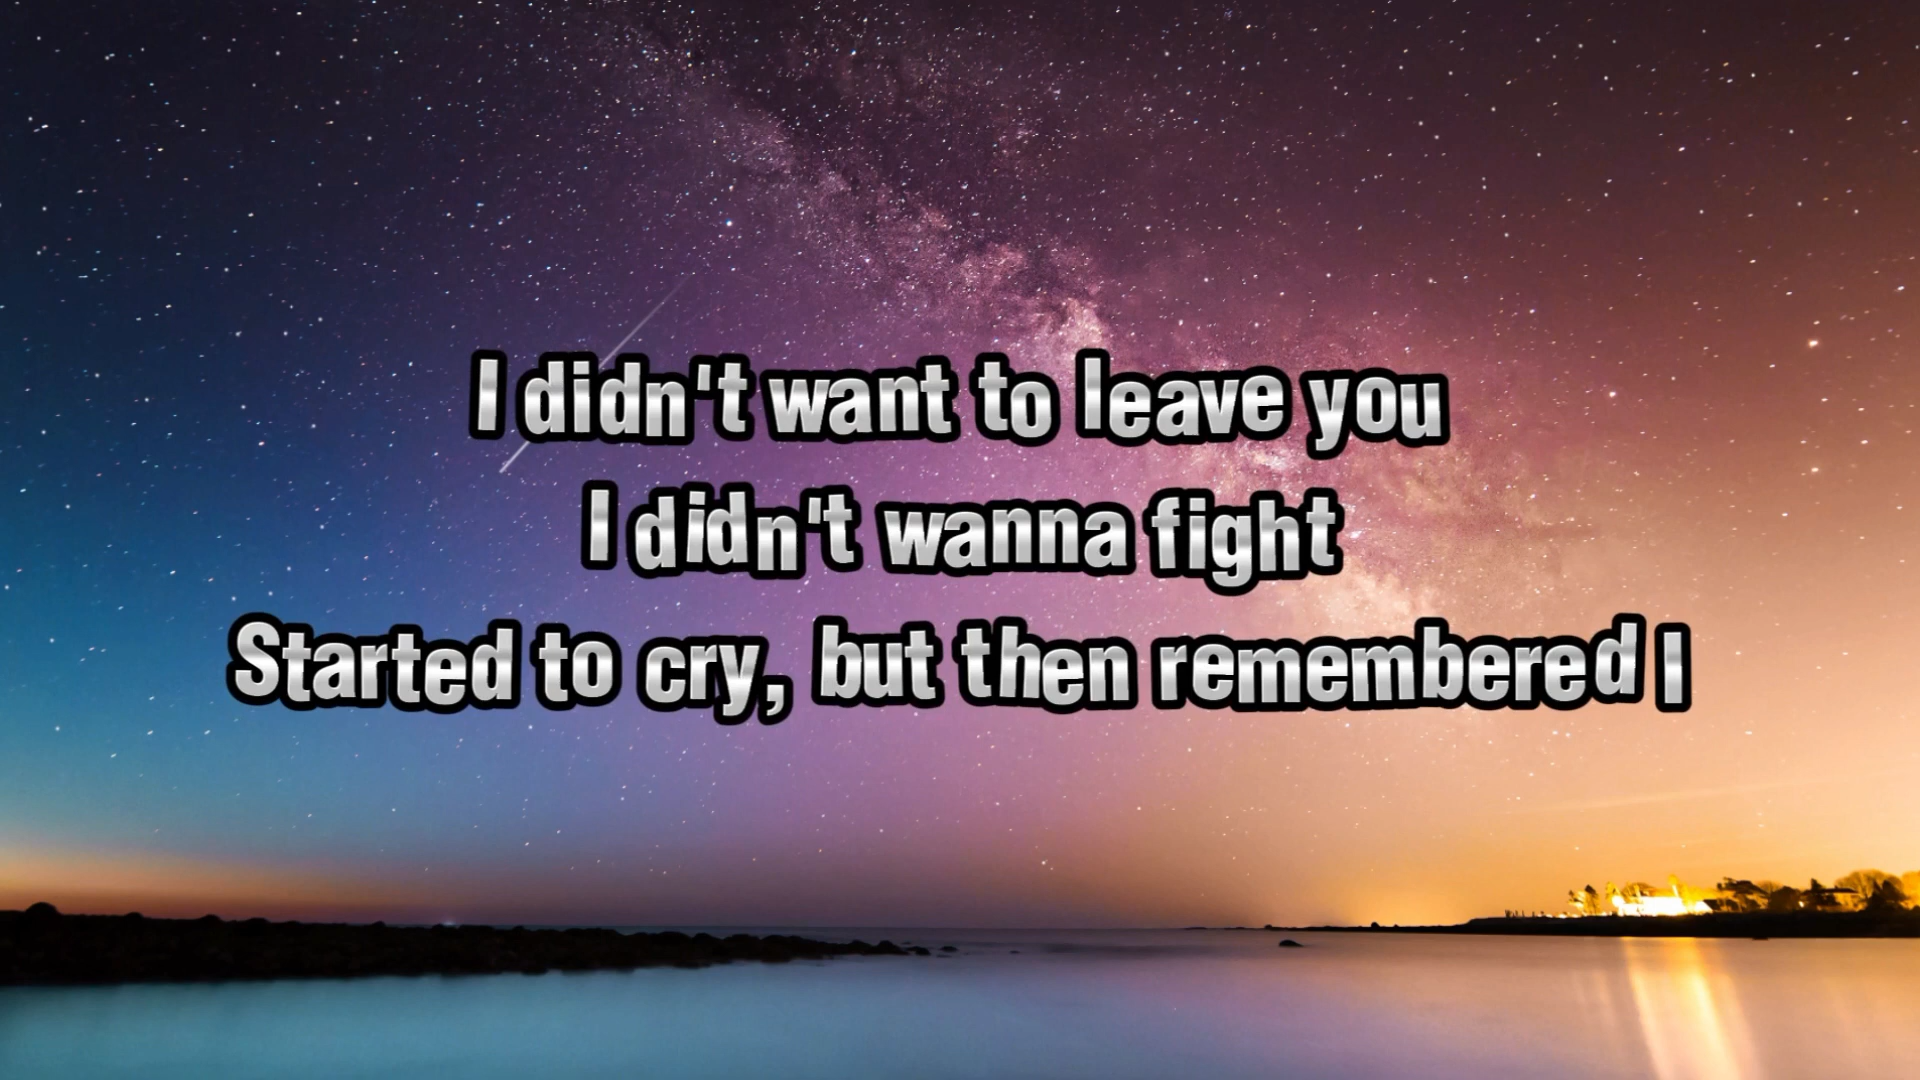 I didn't want to leave you
I didn't wanna fight
Started to cry, but then remembered I